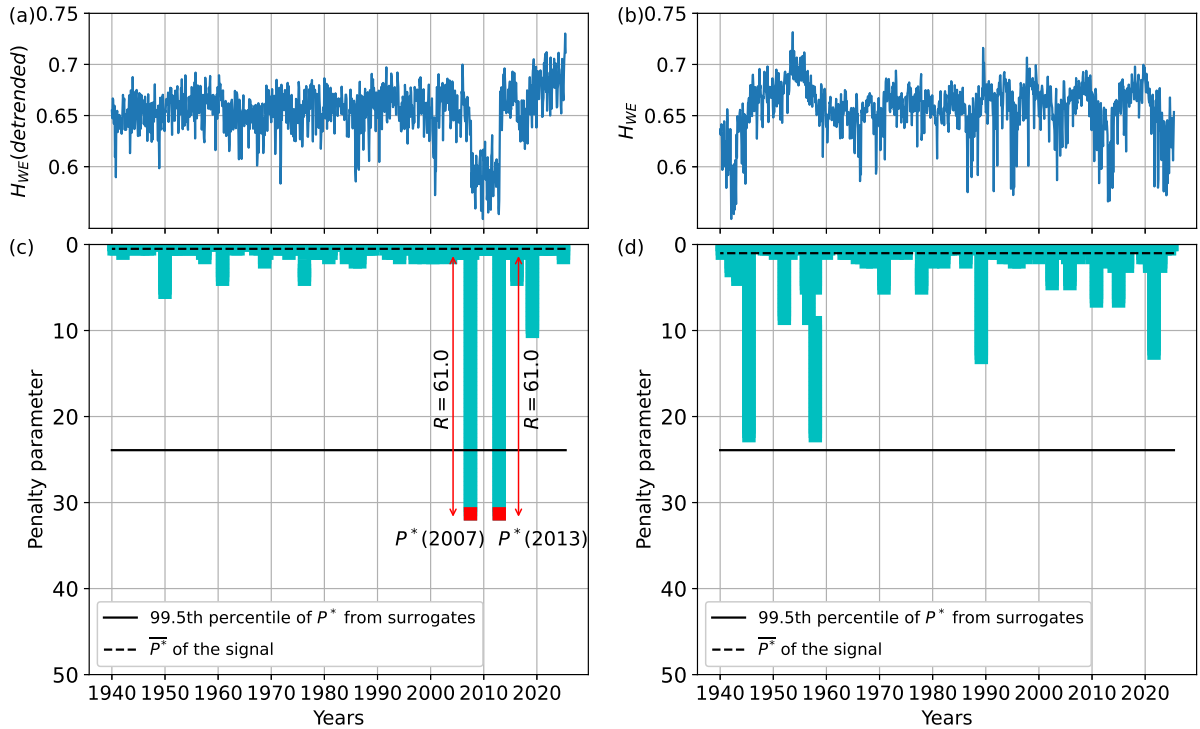 (a)
0.75
0.7
0.65
0.6
H_WE(detrended)
(b)
0.75
0.7
0.65
0.6
H_WE
(c)
0
10
20
30
40
50
Penalty parameter
R = 61.0
R = 61.0
P*(2007)
P*(2013)
99.5th percentile of P* from surrogates
P̅*̅ of the signal
1940 1950 1960 1970 1980 1990 2000 2010 2020
Years
(d)
0
10
20
30
40
50
Penalty parameter
99.5th percentile of P* from surrogates
P̅*̅ of the signal
1940 1950 1960 1970 1980 1990 2000 2010 2020
Years